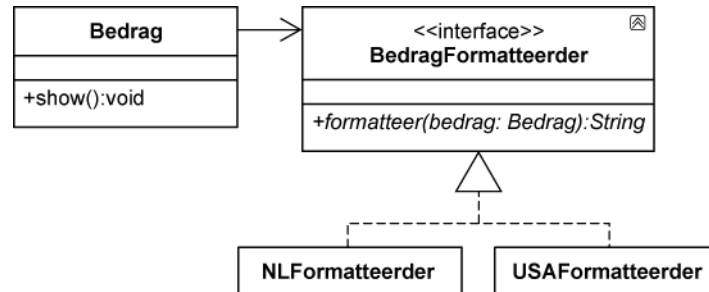 Bedrag
+show():void
<<interface>>
BedragFormatteerder
+formatteer(bedrag: Bedrag):String
NLFormatteerder
USAFormatteerder